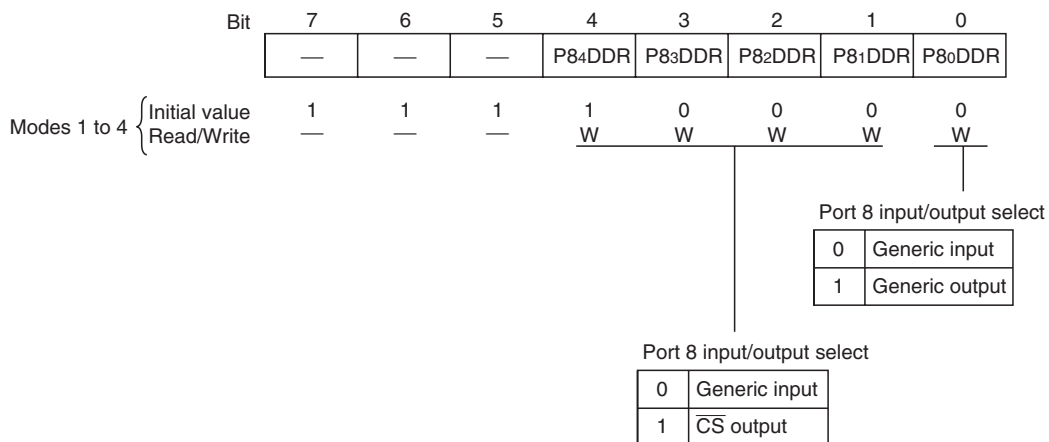 Bit 7 6 5 4 3 2 1 0
— — — P84DDR P83DDR P82DDR P81DDR P80DDR
Modes 1 to 4 { Initial value 1 1 1 1 0 0 0 0
Read/Write — — — W W W W W
Port 8 input/output select
0 Generic input
1 Generic output
Port 8 input/output select
0 Generic input
1 C̅S̅ output